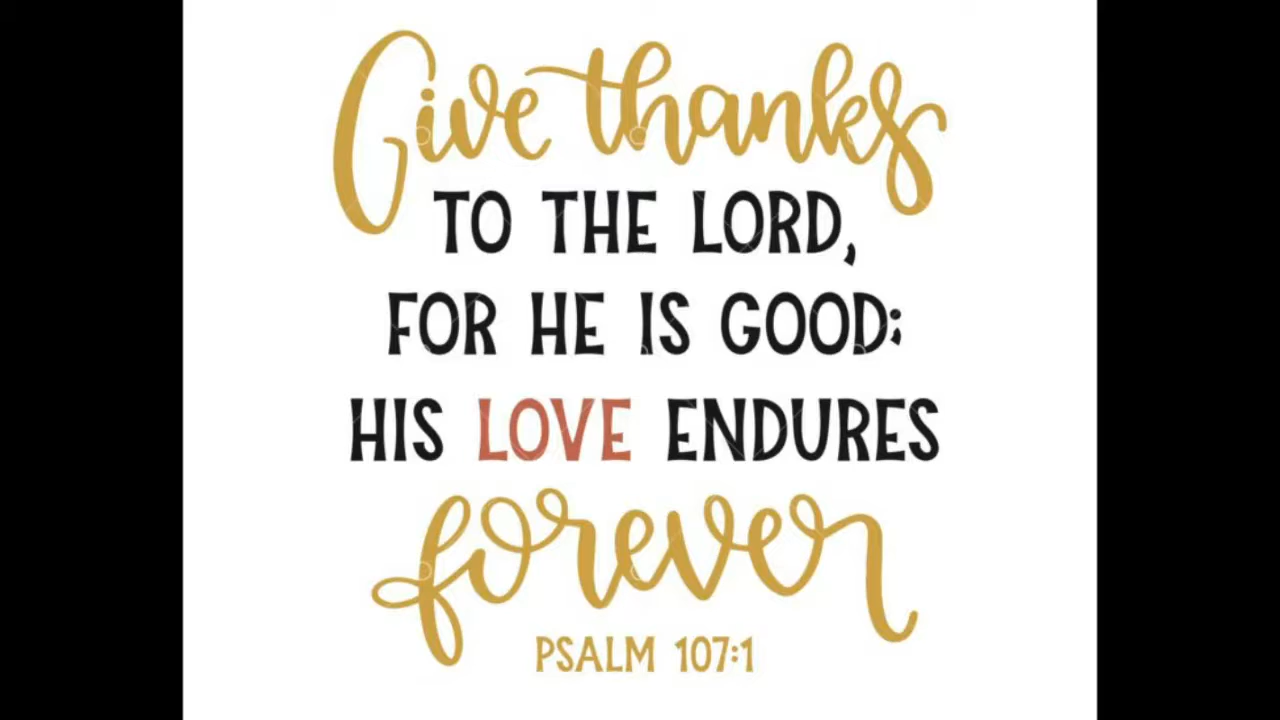 Give thanks
TO THE LORD,
FOR HE IS GOOD;
HIS LOVE ENDURES
forever
PSALM 107:1